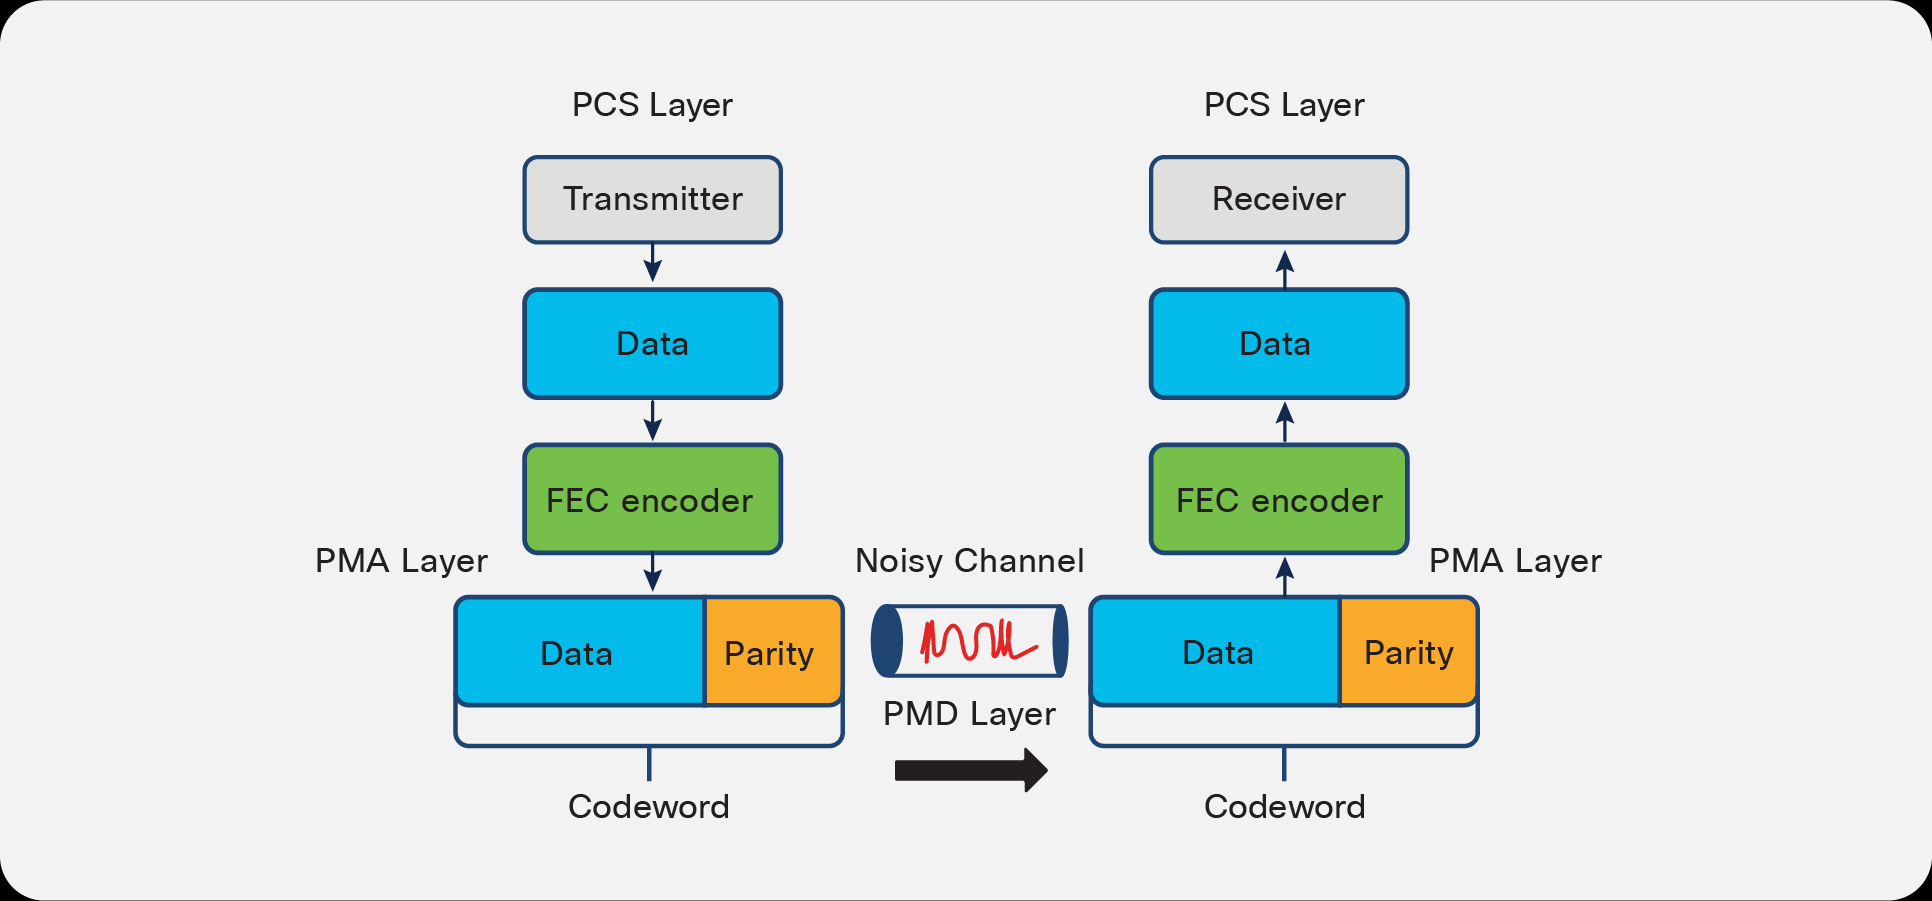 PCS Layer
PCS Layer
Transmitter
Receiver
Data
Data
FEC encoder
FEC encoder
PMA Layer
Noisy Channel
PMA Layer
Data
Parity
Data
Parity
PMD Layer
Codeword
Codeword